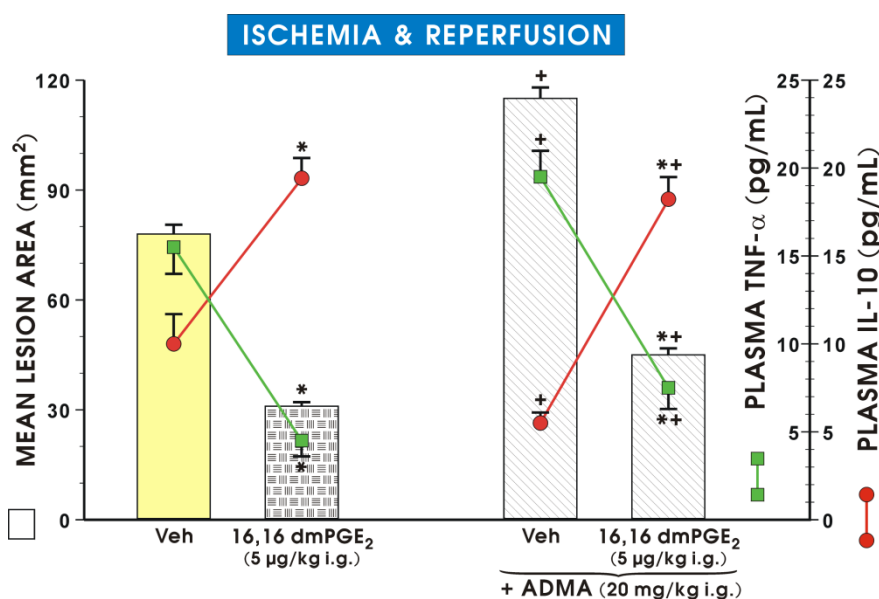 ISCHEMIA & REPERFUSION
MEAN LESION AREA (mm²)
120
90
60
30
0
*
*
*
+
+
+
*+
*+
*+
Veh
16,16 dmPGE₂
(5 µg/kg i.g.)
Veh
16,16 dmPGE₂
(5 µg/kg i.g.)
+ ADMA (20 mg/kg i.g.)
PLASMA TNF-α (pg/mL)
25
20
15
10
5
0
25
20
15
10
5
0
PLASMA IL-10 (pg/mL)